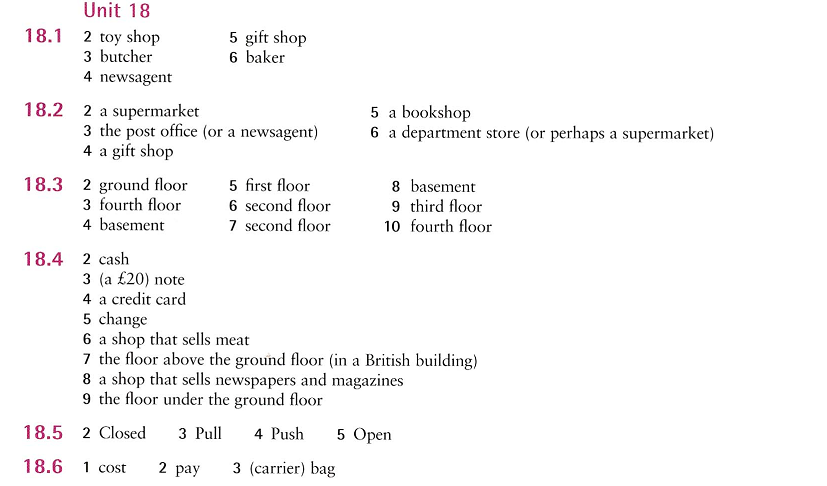 Unit 18
18.1 2 toy shop 5 gift shop
3 butcher 6 baker
4 newsagent
18.2 2 a supermarket 5 a bookshop
3 the post office (or a newsagent) 6 a department store (or perhaps a supermarket)
4 a gift shop
18.3 2 ground floor 5 first floor 8 basement
3 fourth floor 6 second floor 9 third floor
4 basement 7 second floor 10 fourth floor
18.4 2 cash
3 (a £20) note
4 a credit card
5 change
6 a shop that sells meat
7 the floor above the ground floor (in a British building)
8 a shop that sells newspapers and magazines
9 the floor under the ground floor
18.5 2 Closed 3 Pull 4 Push 5 Open
18.6 1 cost 2 pay 3 (carrier) bag